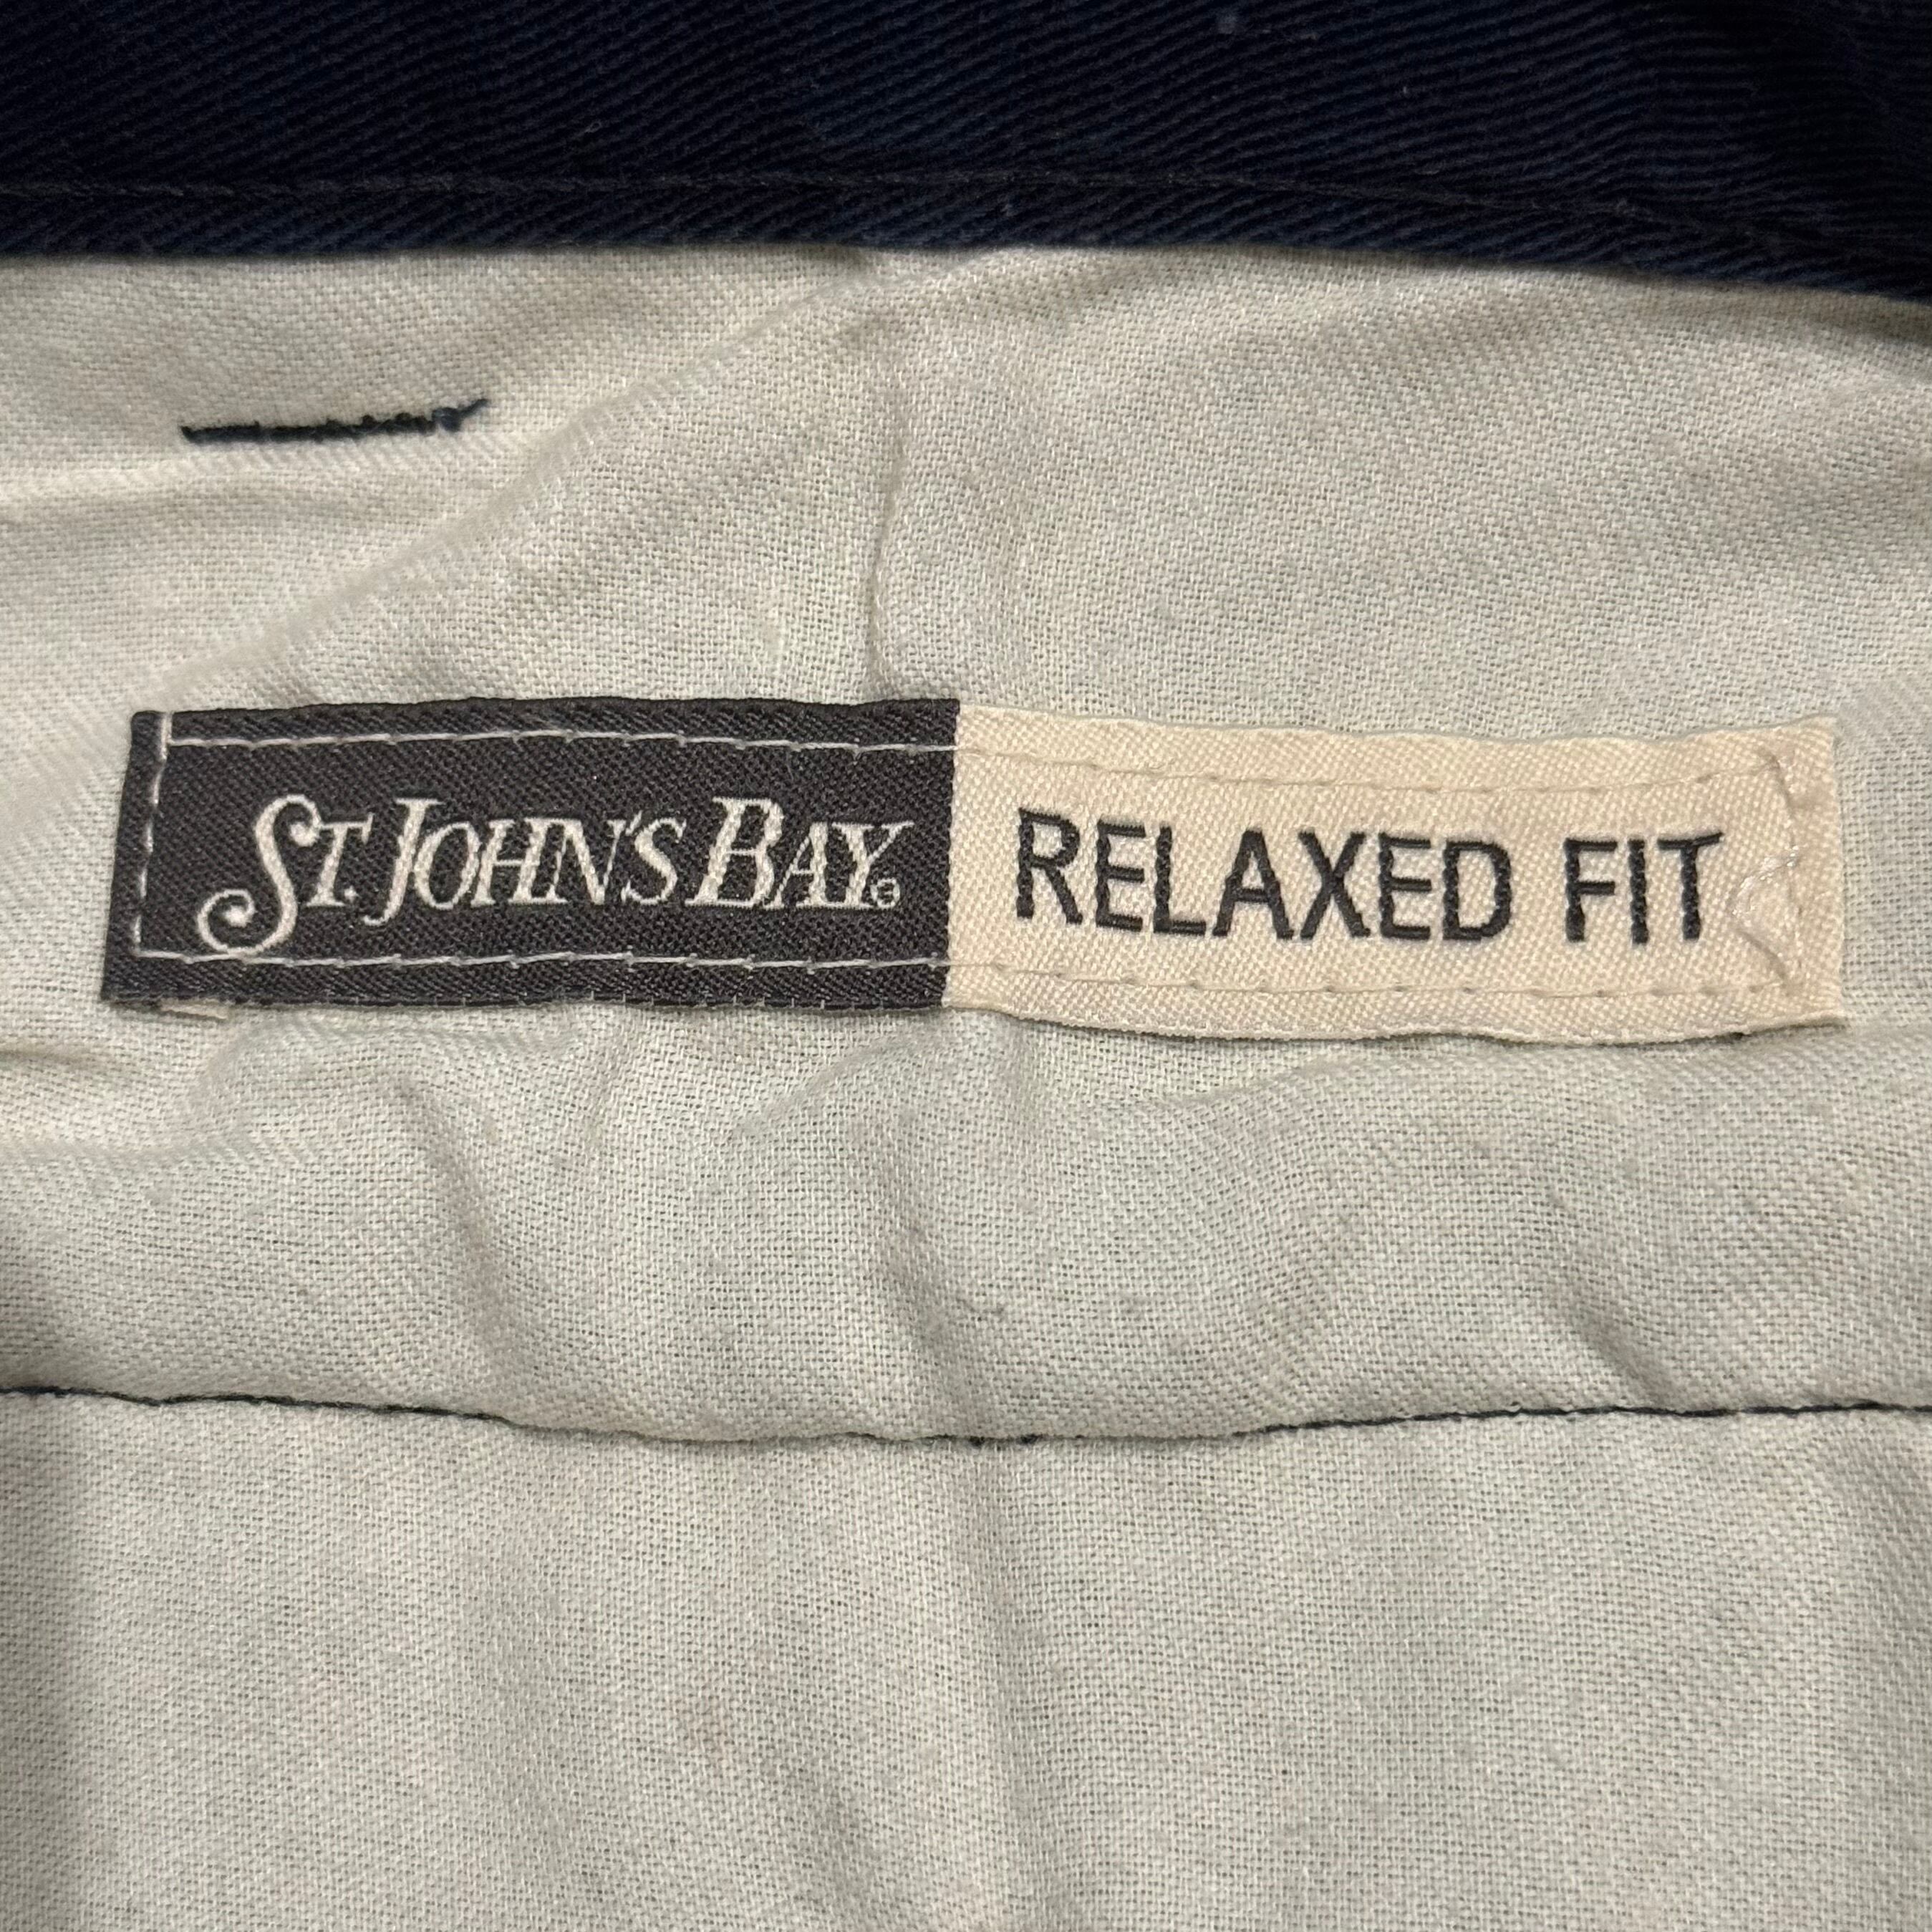 ST. JOHN'S BAY® RELAXED FIT